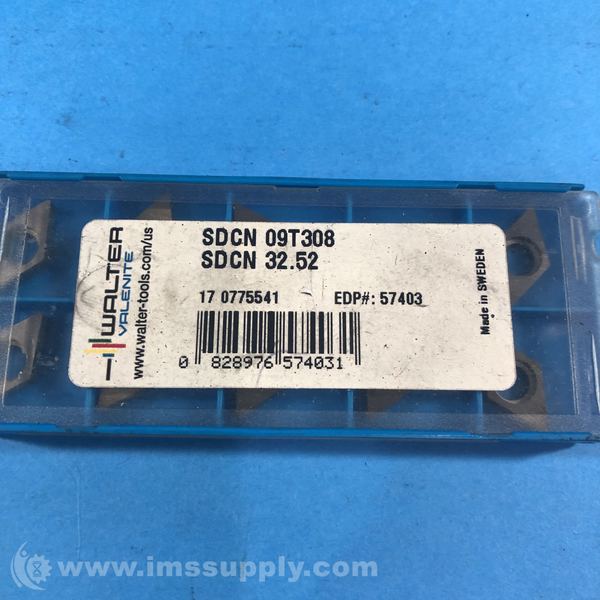 WALTER
VALENITE
www.walter-tools.com/us
SDCN 09T308
SDCN 32.52
17 0775541 EDP#: 57403
0 828976 574031
Made in SWEDEN
www.imssupply.com